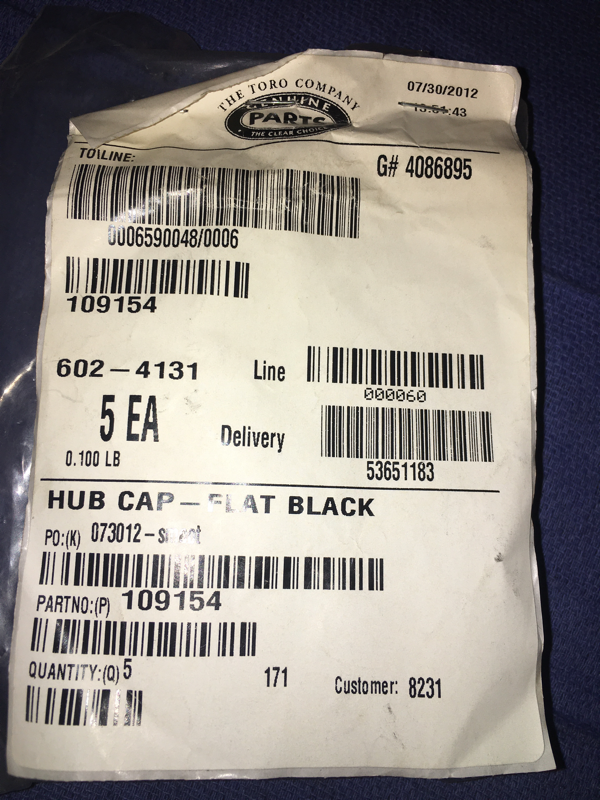 THE TORO COMPANY
GENUINE
PARTS
THE CLEAR CHOICE
07/30/2012
:43
TO\LINE:
G# 4086895
0006590048/0006
109154
602-4131
Line
000060
5 EA
Delivery
0.100 LB
53651183
HUB CAP-FLAT BLACK
PO:(K) 073012-
PARTNO:(P) 109154
QUANTITY:(Q) 5
171
Customer: 8231